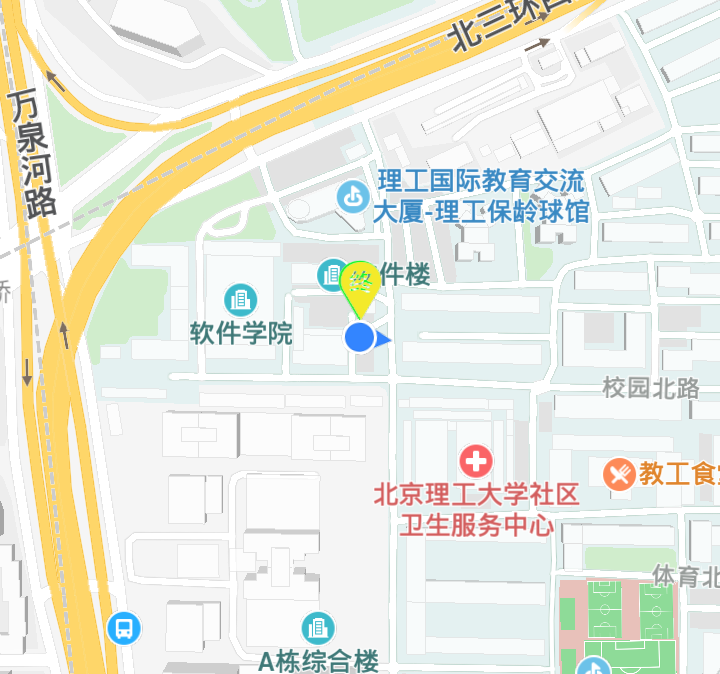 北三环西
万泉河路
理工国际教育交流
大厦-理工保龄球馆
终
件楼
软件学院
桥
校园北路
教工食堂
北京理工大学社区
卫生服务中心
体育北
A栋综合楼